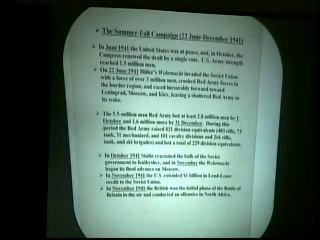 The Summer-Fall Campaign (22 June-December 1941)
In June 1941 the United States was at peace, and, in October, the
Congress renewed the draft by a single vote. U.S. Army strength
reached 1.5 million men.
On 22 June 1941 Hitler's Wehrmacht invaded the Soviet Union
with a force of over 3 million men, crushed Red Army forces in
the border region, and raced inexorably forward toward
Leningrad, Moscow, and Kiev, leaving a shattered Red Army in
its wake.
The 5.5-million man Red Army lost at least 2.8 million men by 1
October and 1.6 million more by 31 December. During this
period the Red Army raised 821 division equivalents (483 rifle, 73
tank, 31 mechanized, and 101 cavalry divisions and 266 rifle,
tank, and ski brigades) and lost a total of 229 division equivalents.
In October 1941 Stalin evacuated the bulk of the Soviet
government to Kuibyshev, and in November the Wehrmacht
began its final advance on Moscow.
In November 1941 the U.S. extended $1 billion in Lend-Lease
credit to the Soviet Union.
In November 1941 the British won the initial phase of the Battle of
Britain in the air and conducted an offensive in North Africa.